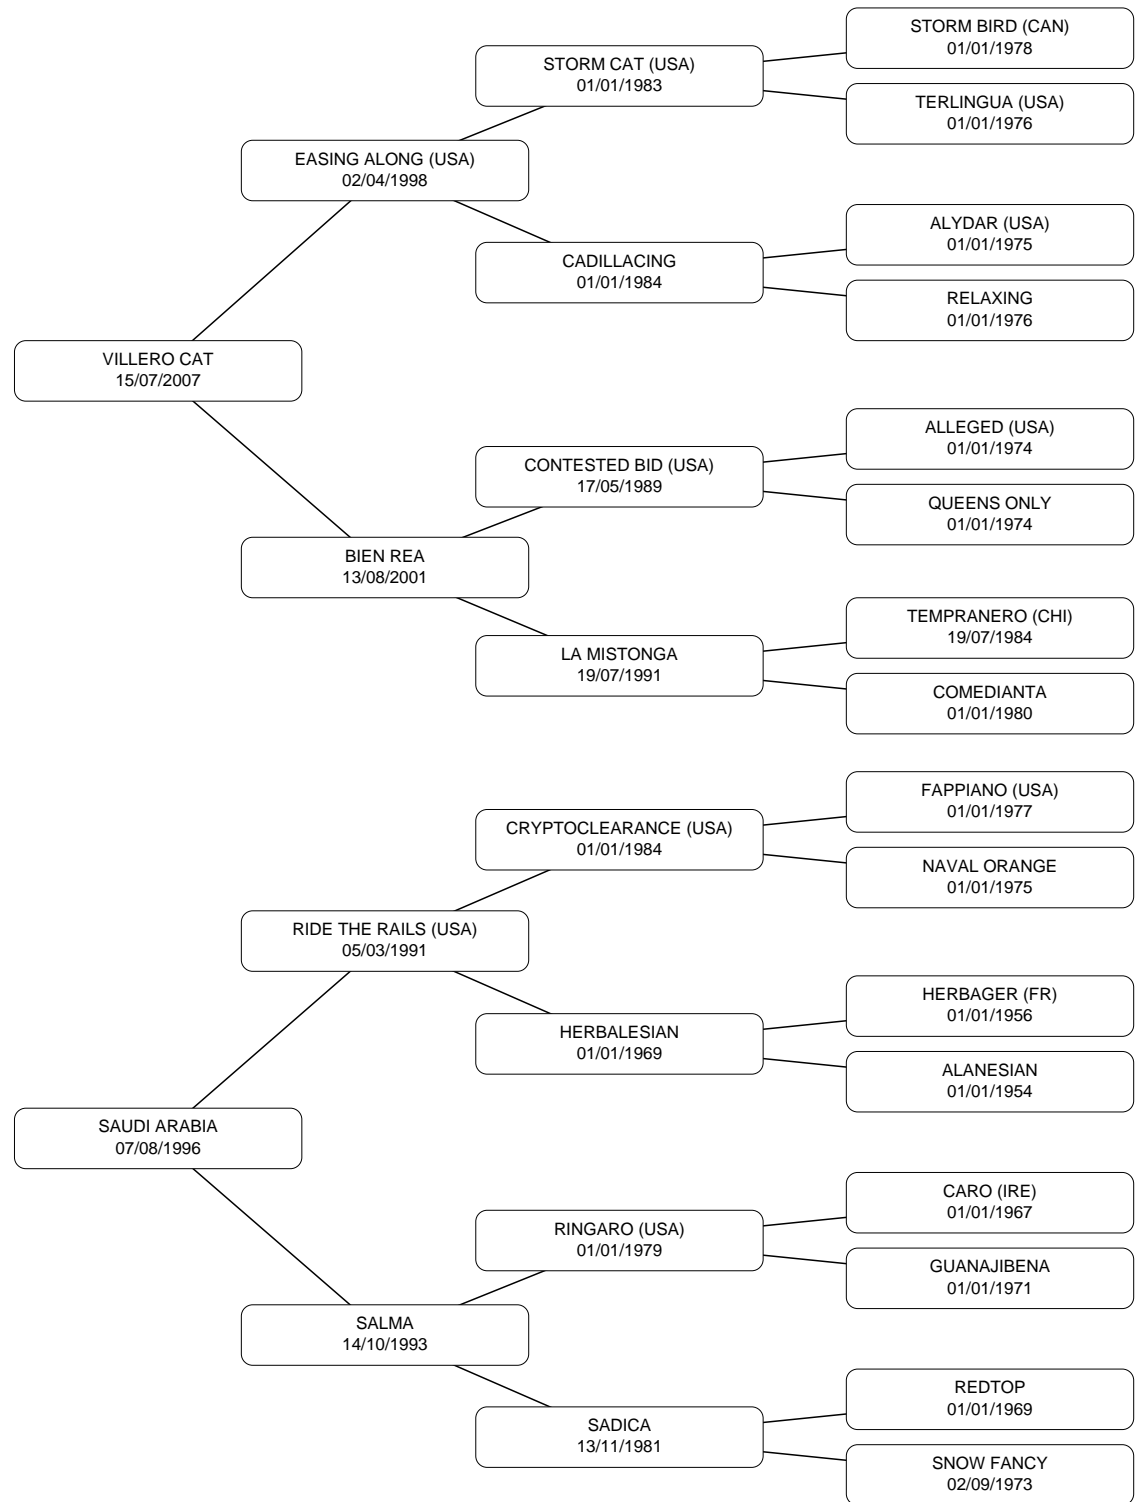 STORM BIRD (CAN)
01/01/1978
STORM CAT (USA)
01/01/1983
TERLINGUA (USA)
01/01/1976
EASING ALONG (USA)
02/04/1998
ALYDAR (USA)
01/01/1975
CADILLACING
01/01/1984
RELAXING
01/01/1976
VILLERO CAT
15/07/2007
ALLEGED (USA)
01/01/1974
CONTESTED BID (USA)
17/05/1989
QUEENS ONLY
01/01/1974
BIEN REA
13/08/2001
TEMPRANERO (CHI)
19/07/1984
LA MISTONGA
19/07/1991
COMEDIANTA
01/01/1980
FAPPIANO (USA)
01/01/1977
CRYPTOCLEARANCE (USA)
01/01/1984
NAVAL ORANGE
01/01/1975
RIDE THE RAILS (USA)
05/03/1991
HERBAGER (FR)
01/01/1956
HERBALESIAN
01/01/1969
ALANESIAN
01/01/1954
SAUDI ARABIA
07/08/1996
CARO (IRE)
01/01/1967
RINGARO (USA)
01/01/1979
GUANAJIBENA
01/01/1971
SALMA
14/10/1993
REDTOP
01/01/1969
SADICA
13/11/1981
SNOW FANCY
02/09/1973